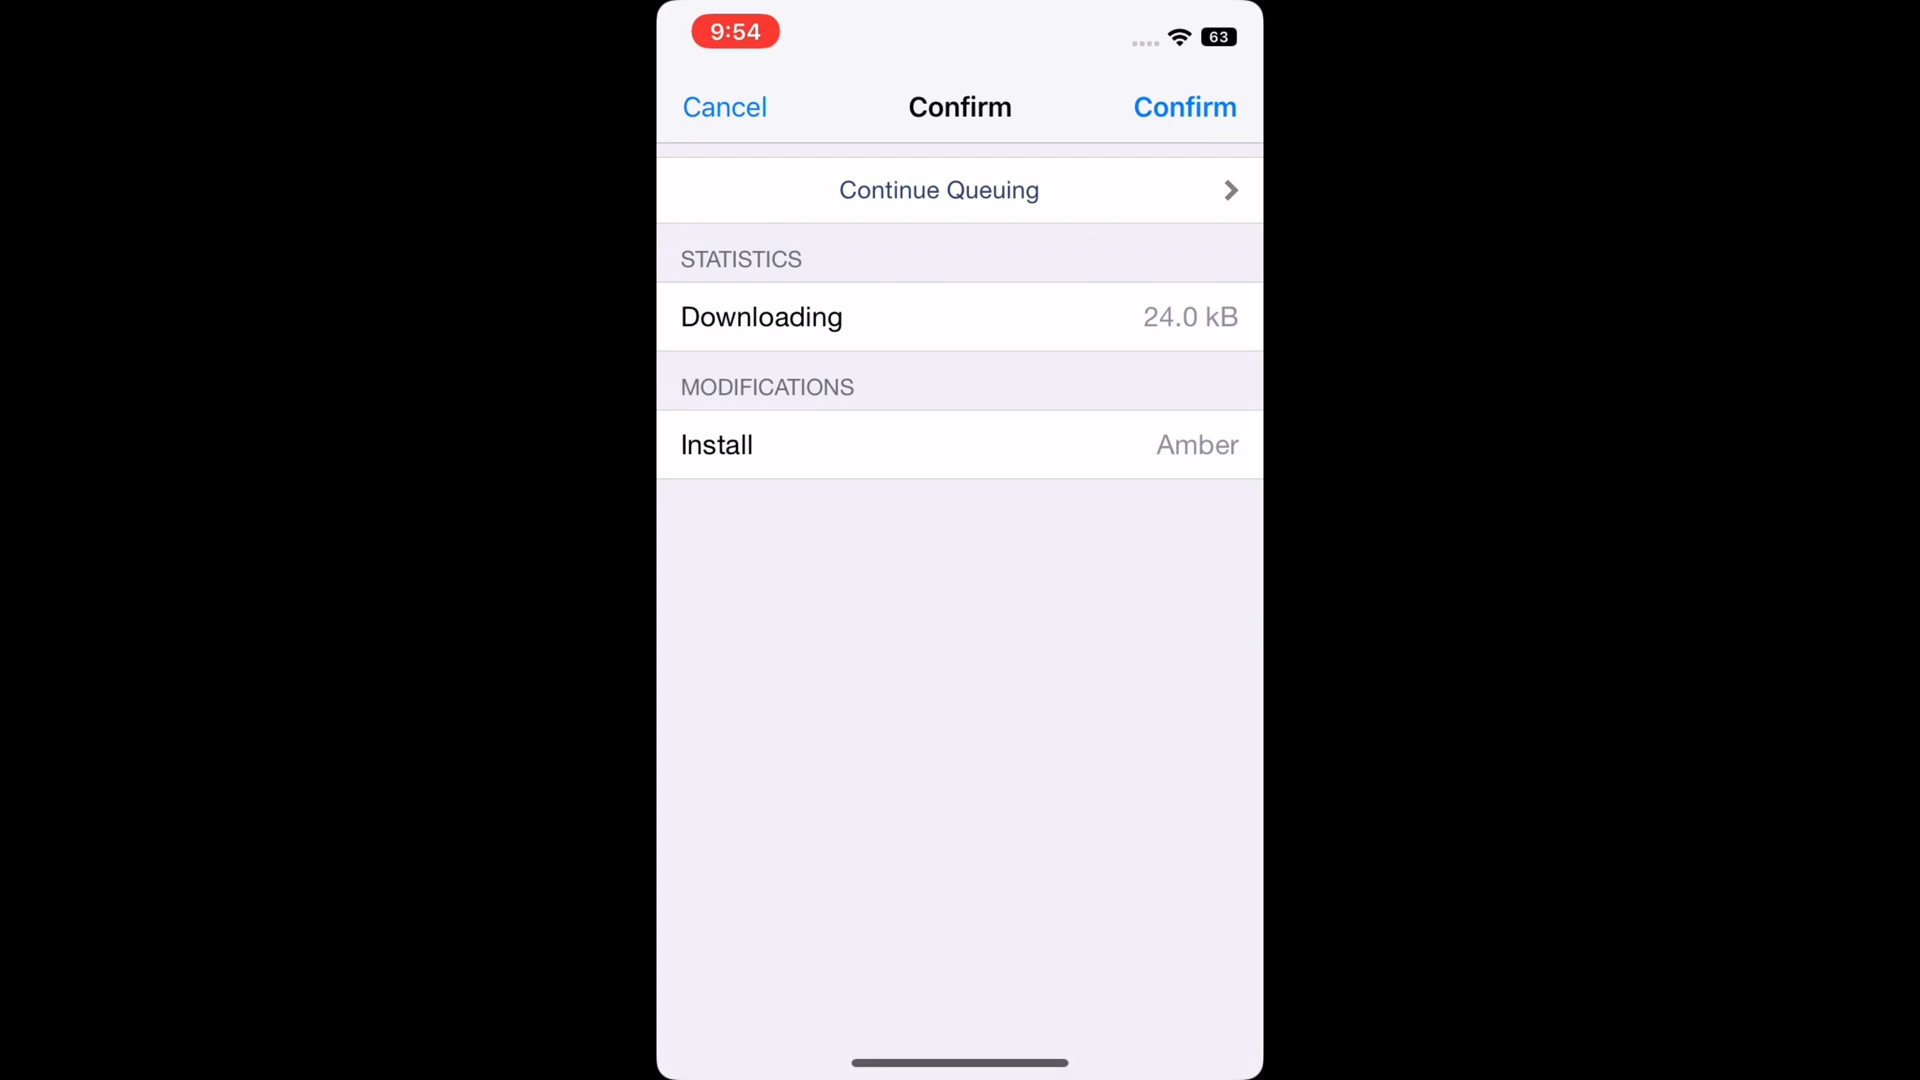 9:54
63
Cancel Confirm Confirm
Continue Queuing
STATISTICS
Downloading 24.0 kB
MODIFICATIONS
Install Amber